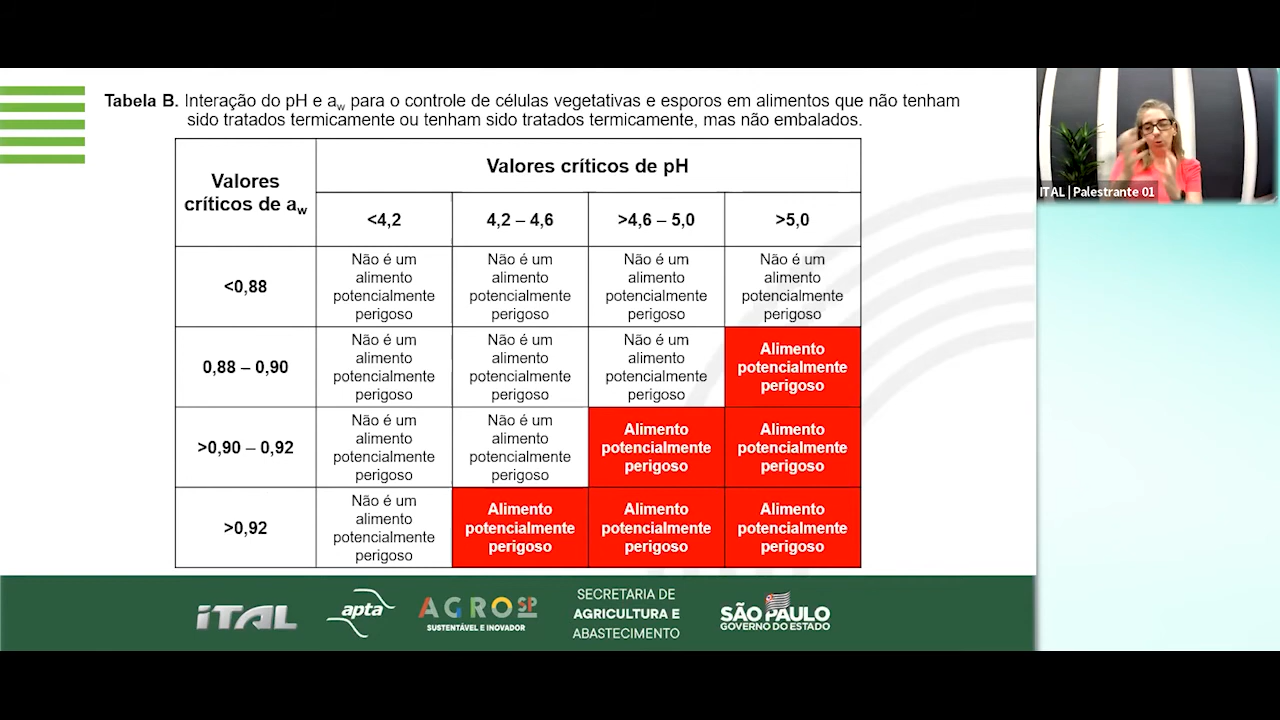 Tabela B. Interação do pH e aw para o controle de células vegetativas e esporos em alimentos que não tenham
sido tratados termicamente ou tenham sido tratados termicamente, mas não embalados.
Valores
críticos de aw
Valores críticos de pH
<4,2
4,2 – 4,6
>4,6 – 5,0
>5,0
<0,88
Não é um
alimento
potencialmente
perigoso
Não é um
alimento
potencialmente
perigoso
Não é um
alimento
potencialmente
perigoso
Não é um
alimento
potencialmente
perigoso
0,88 – 0,90
Não é um
alimento
potencialmente
perigoso
Não é um
alimento
potencialmente
perigoso
Não é um
alimento
potencialmente
perigoso
Alimento
potencialmente
perigoso
>0,90 – 0,92
Não é um
alimento
potencialmente
perigoso
Não é um
alimento
potencialmente
perigoso
Alimento
potencialmente
perigoso
Alimento
potencialmente
perigoso
>0,92
Não é um
alimento
potencialmente
perigoso
Alimento
potencialmente
perigoso
Alimento
potencialmente
perigoso
Alimento
potencialmente
perigoso
ITAL | Palestrante 01
iTAL
apta
AGRO SP
SUSTENTÁVEL E INOVADOR
SECRETARIA DE
AGRICULTURA E
ABASTECIMENTO
SÃO PAULO
GOVERNO DO ESTADO